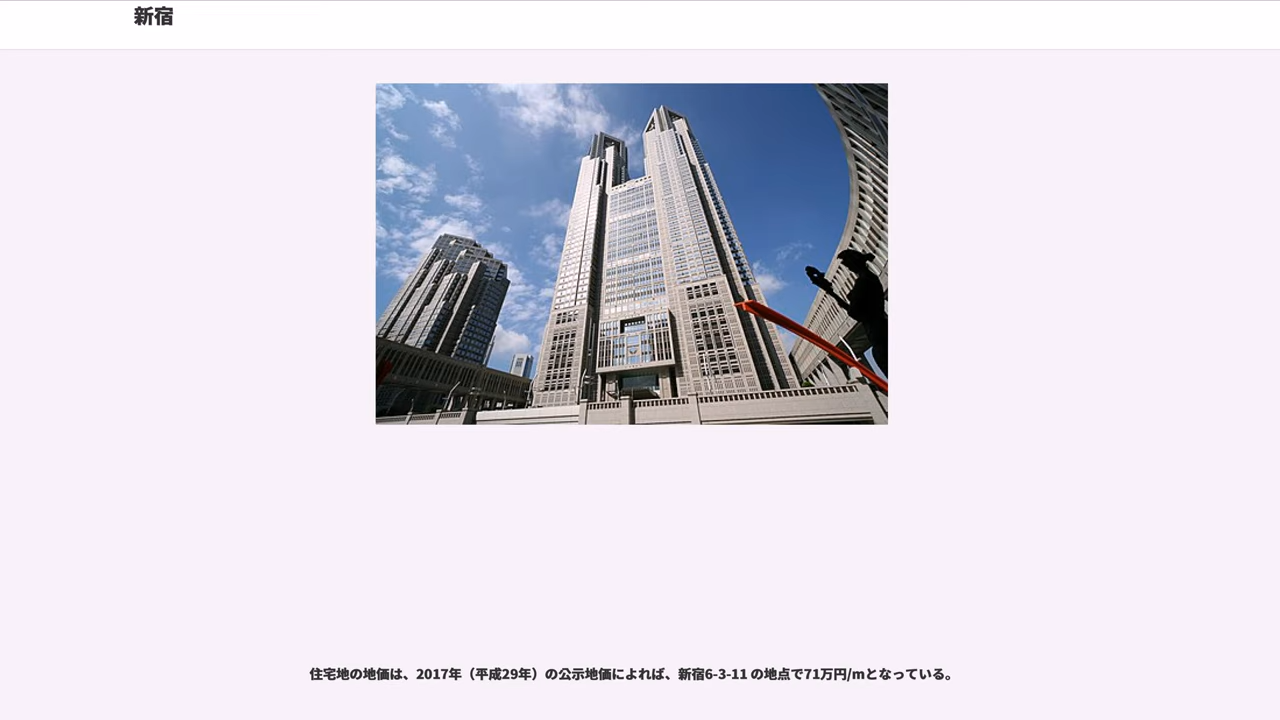 新宿
住宅地の地価は、2017年（平成29年）の公示地価によれば、新宿6-3-11 の地点で71万円/mとなっている。